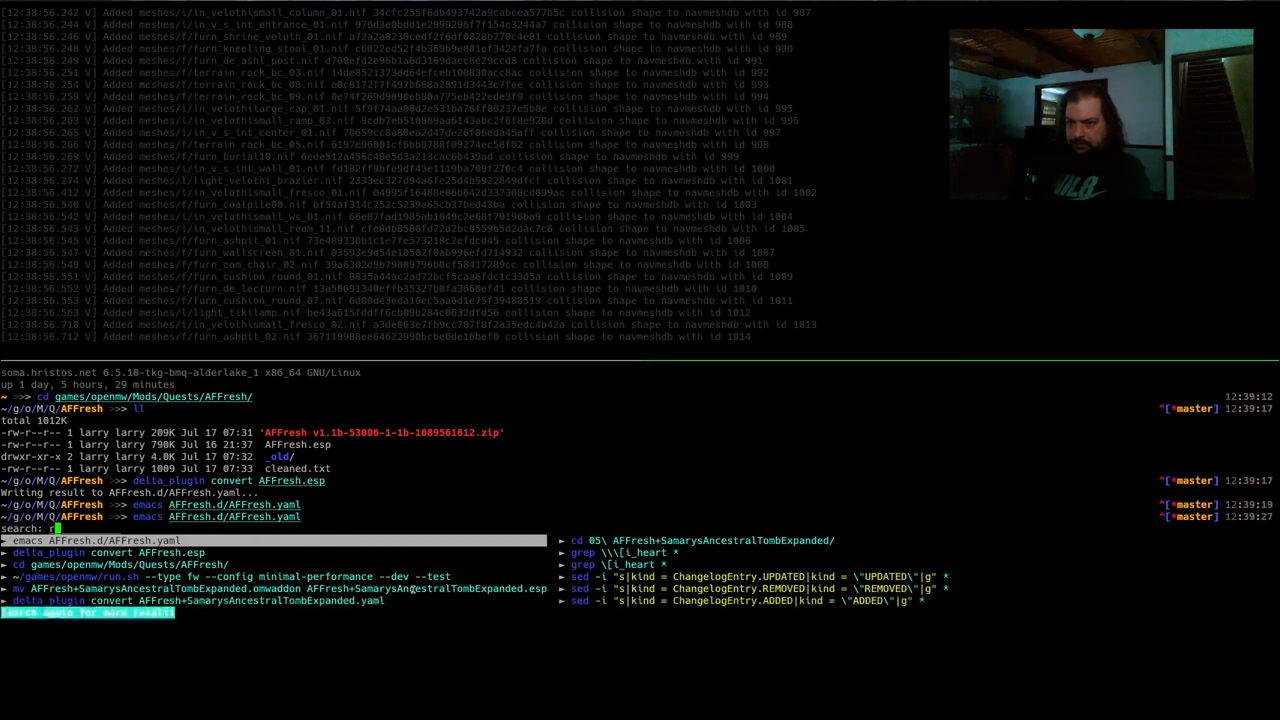 [12:38:56.242 V] Added meshes/i/in_velothismall_column_01.nif collision shape to navmeshdb with id 987
[12:38:56.244 V] Added meshes/i/in_v_s_int_entrance_01.nif collision shape to navmeshdb with id 988
[12:38:56.246 V] Added meshes/f/furn_shrine_veloth_01.nif collision shape to navmeshdb with id 989
[12:38:56.248 V] Added meshes/f/furn_kneeling_stool_01.nif collision shape to navmeshdb with id 990
[12:38:56.249 V] Added meshes/f/furn_de_ashl_post.nif collision shape to navmeshdb with id 991
[12:38:56.251 V] Added meshes/f/terrain_rock_bc_03.nif collision shape to navmeshdb with id 992
[12:38:56.254 V] Added meshes/f/terrain_rock_bc_08.nif collision shape to navmeshdb with id 993
[12:38:56.259 V] Added meshes/f/terrain_rock_bc_09.nif collision shape to navmeshdb with id 994
[12:38:56.262 V] Added meshes/i/in_velothilarge_cap_01.nif collision shape to navmeshdb with id 995
[12:38:56.263 V] Added meshes/i/in_velothismall_ramp_03.nif collision shape to navmeshdb with id 996
[12:38:56.265 V] Added meshes/i/in_v_s_int_center_01.nif collision shape to navmeshdb with id 997
[12:38:56.266 V] Added meshes/f/terrain_rock_bc_05.nif collision shape to navmeshdb with id 998
[12:38:56.269 V] Added meshes/f/furn_burial10.nif collision shape to navmeshdb with id 999
[12:38:56.272 V] Added meshes/i/in_v_s_int_wall_01.nif collision shape to navmeshdb with id 1000
[12:38:56.274 V] Added meshes/l/light_velothi_brazier.nif collision shape to navmeshdb with id 1001
[12:38:56.412 V] Added meshes/i/in_velothismall_fresco_01.nif collision shape to navmeshdb with id 1002
[12:38:56.540 V] Added meshes/f/furn_coalpile00.nif collision shape to navmeshdb with id 1003
[12:38:56.542 V] Added meshes/i/in_velothismall_ws_01.nif collision shape to navmeshdb with id 1004
[12:38:56.543 V] Added meshes/i/in_velothismall_room_11.nif collision shape to navmeshdb with id 1005
[12:38:56.545 V] Added meshes/f/furn_ashpit_01.nif collision shape to navmeshdb with id 1006
[12:38:56.547 V] Added meshes/f/furn_wallscreen_01.nif collision shape to navmeshdb with id 1007
[12:38:56.549 V] Added meshes/f/furn_com_chair_02.nif collision shape to navmeshdb with id 1008
[12:38:56.551 V] Added meshes/f/furn_cushion_round_01.nif collision shape to navmeshdb with id 1009
[12:38:56.552 V] Added meshes/f/furn_de_lecturn.nif collision shape to navmeshdb with id 1010
[12:38:56.553 V] Added meshes/f/furn_cushion_round_07.nif collision shape to navmeshdb with id 1011
[12:38:56.563 V] Added meshes/l/light_tikilamp.nif collision shape to navmeshdb with id 1012
[12:38:56.710 V] Added meshes/i/in_velothismall_fresco_02.nif collision shape to navmeshdb with id 1013
[12:38:56.712 V] Added meshes/f/furn_ashpit_02.nif collision shape to navmeshdb with id 1014
soma.hristos.net 6.5.10-tkg-bmq-alderlake_1 x86_64 GNU/Linux
up 1 day, 5 hours, 29 minutes
~ >>> cd games/openmw/Mods/Quests/AFFresh/ 12:39:12
~/g/o/M/Q/AFFresh >>> ll ^[*master] 12:39:17
total 1012K
-rw-r--r-- 1 larry larry 209K Jul 17 07:31 'AFFresh v1.1b-53006-1-1b-1689561612.zip'
-rw-r--r-- 1 larry larry 790K Jul 16 21:37 AFFresh.esp
drwxr-xr-x 2 larry larry 4.0K Jul 17 07:32 _old/
-rw-r--r-- 1 larry larry 1009 Jul 17 07:33 cleaned.txt
~/g/o/M/Q/AFFresh >>> delta_plugin convert AFFresh.esp ^[*master] 12:39:17
Writing result to AFFresh.d/AFFresh.yaml...
~/g/o/M/Q/AFFresh >>> emacs AFFresh.d/AFFresh.yaml ^[*master] 12:39:19
~/g/o/M/Q/AFFresh >>> emacs AFFresh.d/AFFresh.yaml ^[*master] 12:39:27
search: r
► emacs AFFresh.d/AFFresh.yaml ► cd 05\ AFFresh+SamarysAncestralTombExpanded/
► delta_plugin convert AFFresh.esp ► grep \\\[i_heart *
► cd games/openmw/Mods/Quests/AFFresh/ ► grep \[i_heart *
► ~/games/openmw/run.sh --type fw --config minimal-performance --dev --test ► sed -i "s|kind = ChangelogEntry.UPDATED|kind = \"UPDATED\"|g" *
► mv AFFresh+SamarysAncestralTombExpanded.omwaddon AFFresh+SamarysAncestralTombExpanded.esp ► sed -i "s|kind = ChangelogEntry.REMOVED|kind = \"REMOVED\"|g" *
► delta_plugin convert AFFresh+SamarysAncestralTombExpanded.yaml ► sed -i "s|kind = ChangelogEntry.ADDED|kind = \"ADDED\"|g" *
(search again for more results)